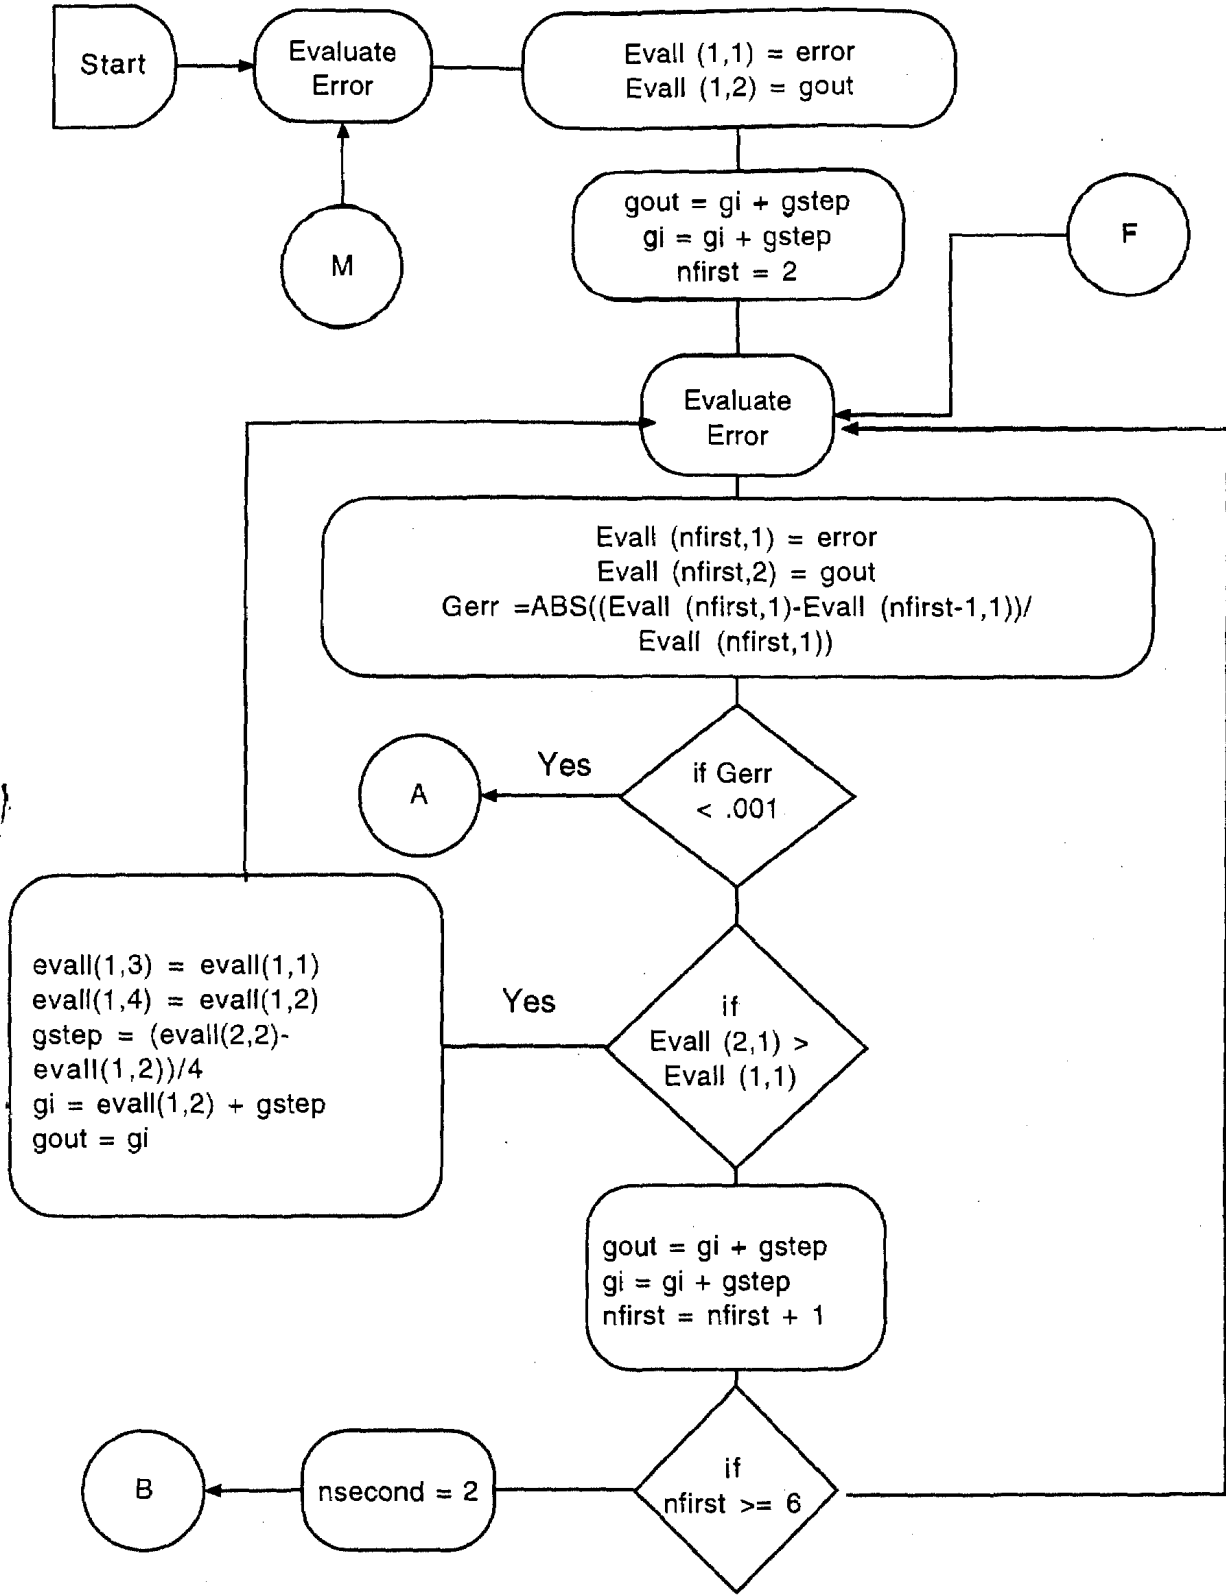 Start
Evaluate
Error
Evall (1,1) = error
Evall (1,2) = gout
M
gout = gi + gstep
gi = gi + gstep
nfirst = 2
F
Evaluate
Error
Evall (nfirst,1) = error
Evall (nfirst,2) = gout
Gerr =ABS((Evall (nfirst,1)-Evall (nfirst-1,1))/
Evall (nfirst,1))
A
Yes
if Gerr
< .001
evall(1,3) = evall(1,1)
evall(1,4) = evall(1,2)
gstep = (evall(2,2)-
evall(1,2))/4
gi = evall(1,2) + gstep
gout = gi
Yes
if
Evall (2,1) >
Evall (1,1)
gout = gi + gstep
gi = gi + gstep
nfirst = nfirst + 1
B
nsecond = 2
if
nfirst >= 6